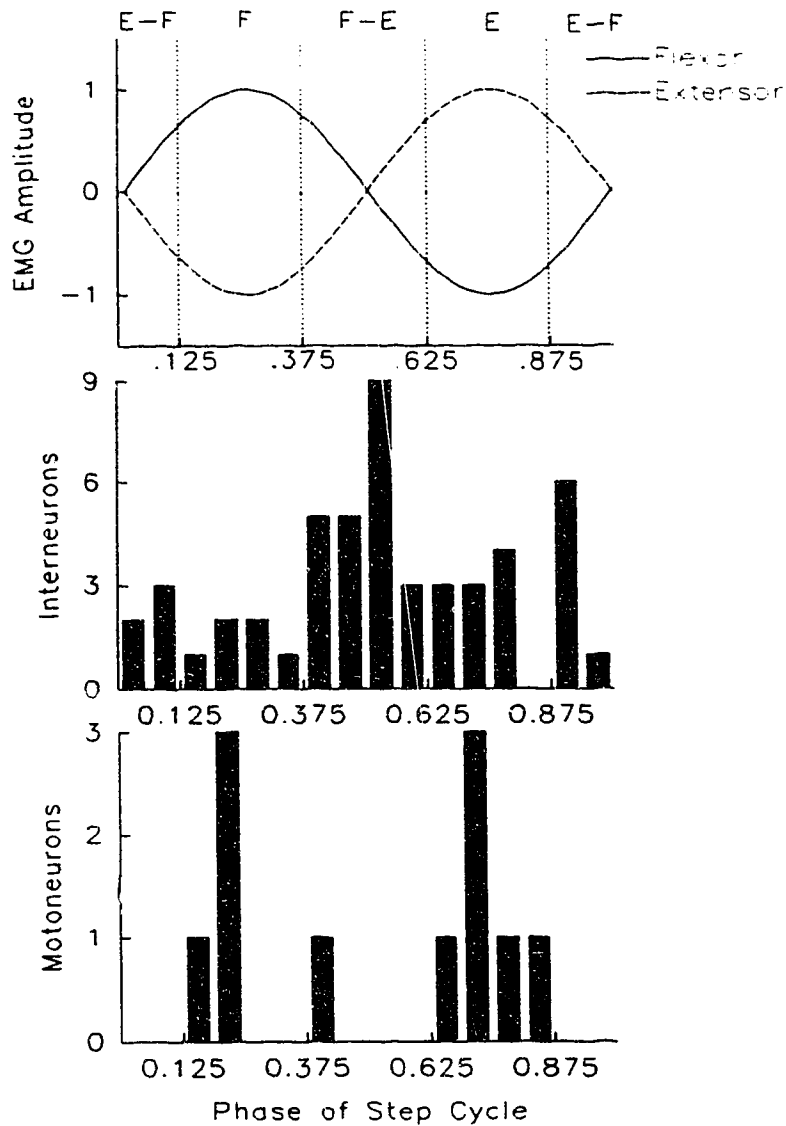 E-F F F-E E E-F
Flexor
Extensor
EMG Amplitude
1
0
-1
.125 .375 .625 .875
Interneurons
9
6
3
0
0.125 0.375 0.625 0.875
Motoneurons
3
2
1
0
0.125 0.375 0.625 0.875
Phase of Step Cycle